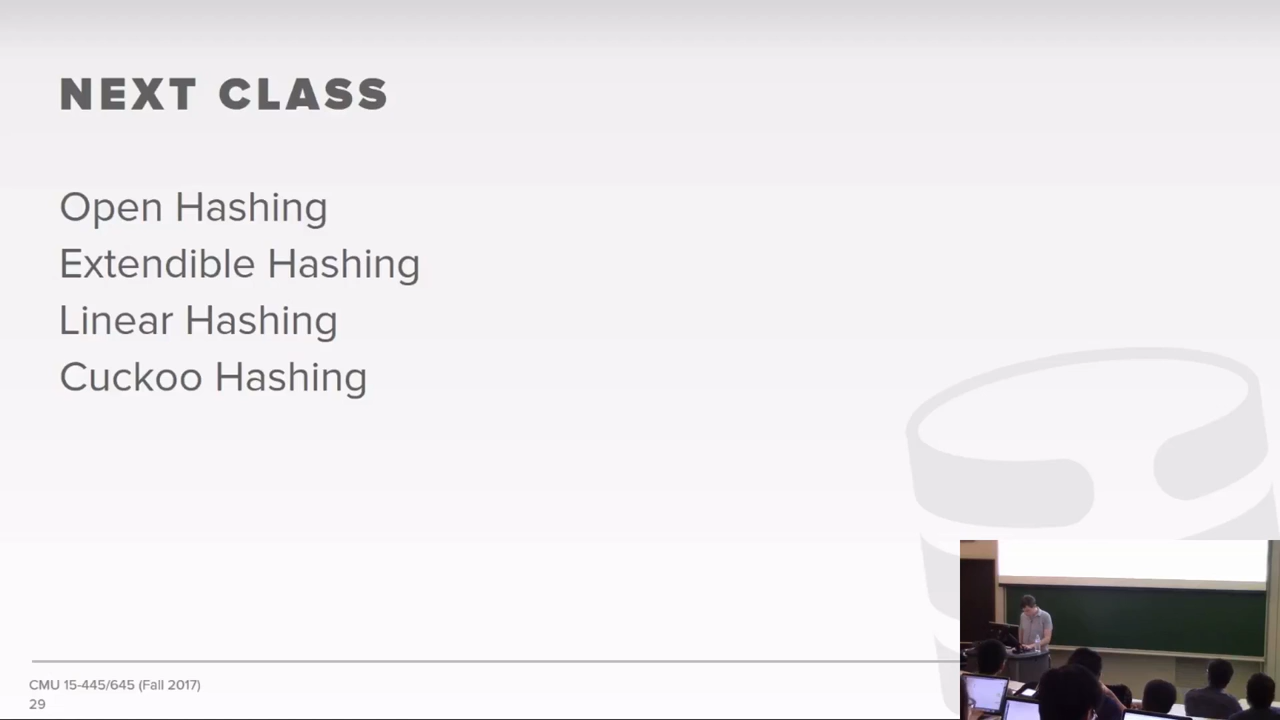 NEXT CLASS
Open Hashing
Extendible Hashing
Linear Hashing
Cuckoo Hashing
CMU 15-445/645 (Fall 2017)
29